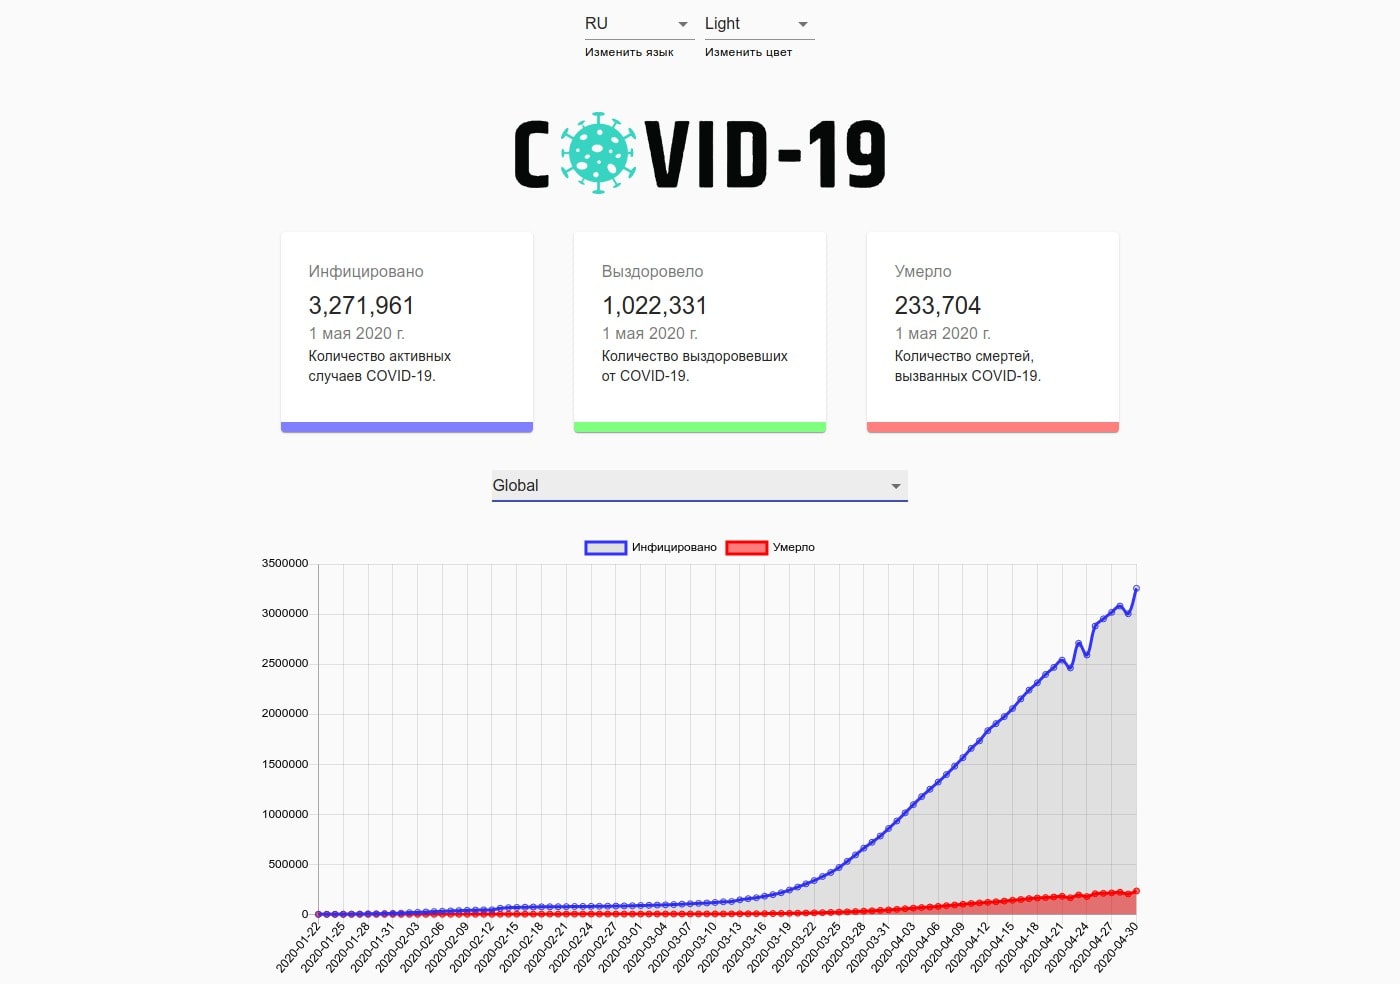 RU Light
Изменить язык Изменить цвет
COVID-19
Инфицировано
3,271,961
1 мая 2020 г.
Количество активных
случаев COVID-19.
Выздоровело
1,022,331
1 мая 2020 г.
Количество выздоровевших
от COVID-19.
Умерло
233,704
1 мая 2020 г.
Количество смертей,
вызванных COVID-19.
Global
Инфицировано Умерло
3500000
3000000
2500000
2000000
1500000
1000000
500000
0
2020-01-22
2020-01-25
2020-01-28
2020-01-31
2020-02-03
2020-02-06
2020-02-09
2020-02-12
2020-02-15
2020-02-18
2020-02-21
2020-02-24
2020-02-27
2020-03-01
2020-03-04
2020-03-07
2020-03-10
2020-03-13
2020-03-16
2020-03-19
2020-03-22
2020-03-25
2020-03-28
2020-03-31
2020-04-03
2020-04-06
2020-04-09
2020-04-12
2020-04-15
2020-04-18
2020-04-21
2020-04-24
2020-04-27
2020-04-30